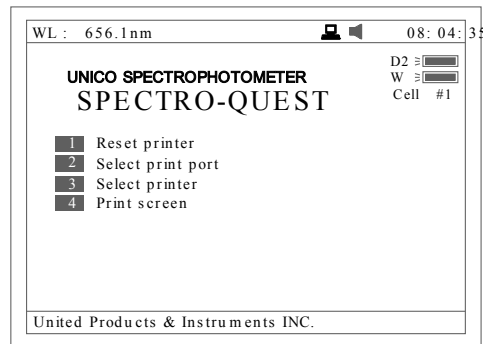 WL : 656.1nm 08: 04: 35
D2
W
Cell #1
UNICO SPECTROPHOTOMETER
SPECTRO-QUEST
1 Reset printer
2 Select print port
3 Select printer
4 Print screen
United Products & Instruments INC.